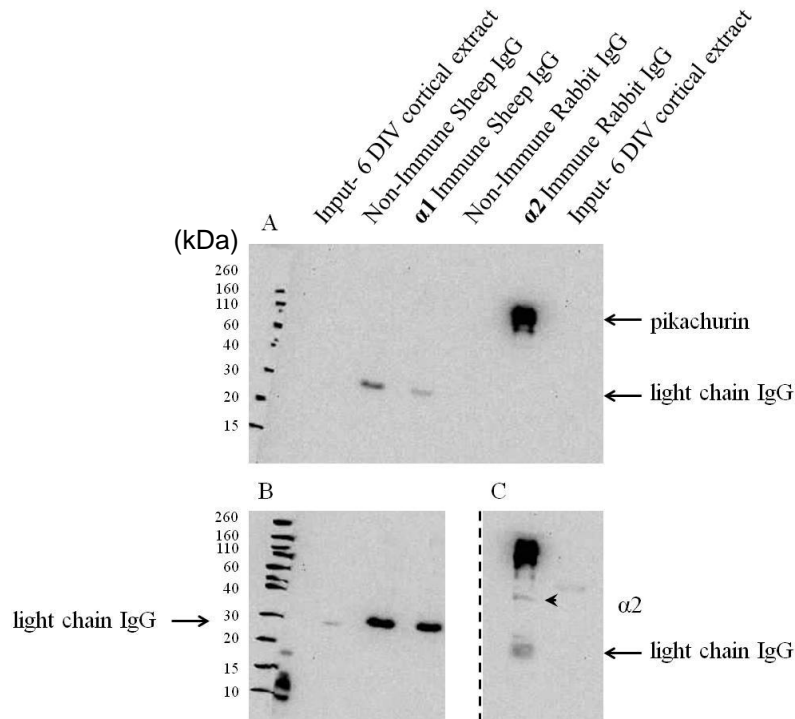 Input- 6 DIV cortical extract
Non-Immune Sheep IgG
α1 Immune Sheep IgG
Non-Immune Rabbit IgG
α2 Immune Rabbit IgG
Input- 6 DIV cortical extract
A
(kDa)
260
160
110
60
40
30
20
15
pikachurin
light chain IgG
B
C
260
160
110
60
40
30
20
15
10
light chain IgG
α2
light chain IgG